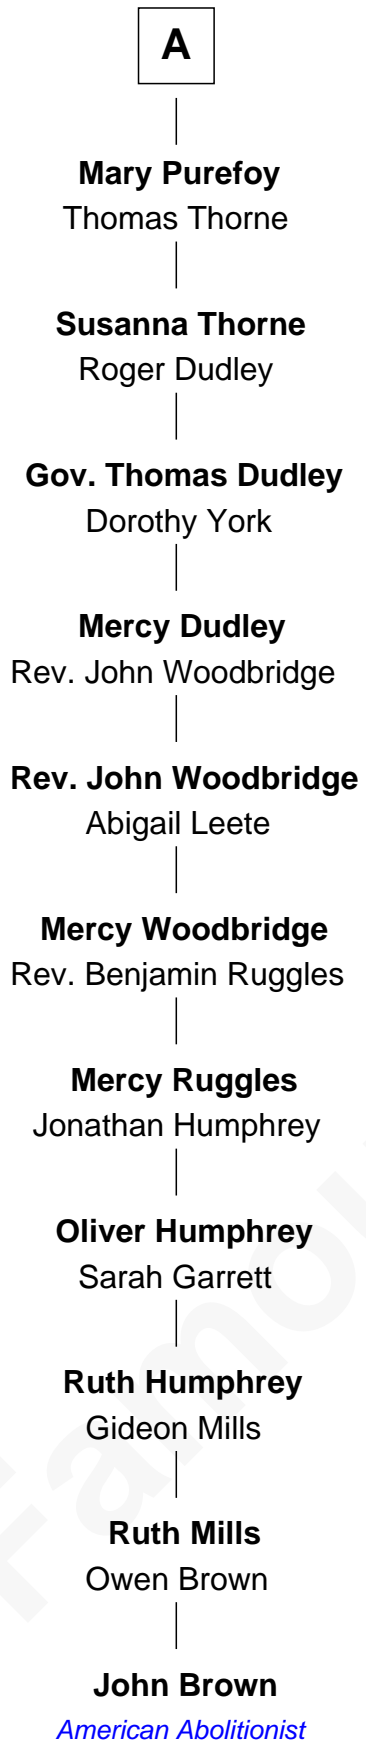 A
Mary Purefoy
Thomas Thorne
Susanna Thorne
Roger Dudley
Gov. Thomas Dudley
Dorothy York
Mercy Dudley
Rev. John Woodbridge
Rev. John Woodbridge
Abigail Leete
Mercy Woodbridge
Rev. Benjamin Ruggles
Mercy Ruggles
Jonathan Humphrey
Oliver Humphrey
Sarah Garrett
Ruth Humphrey
Gideon Mills
Ruth Mills
Owen Brown
John Brown
American Abolitionist
Famou